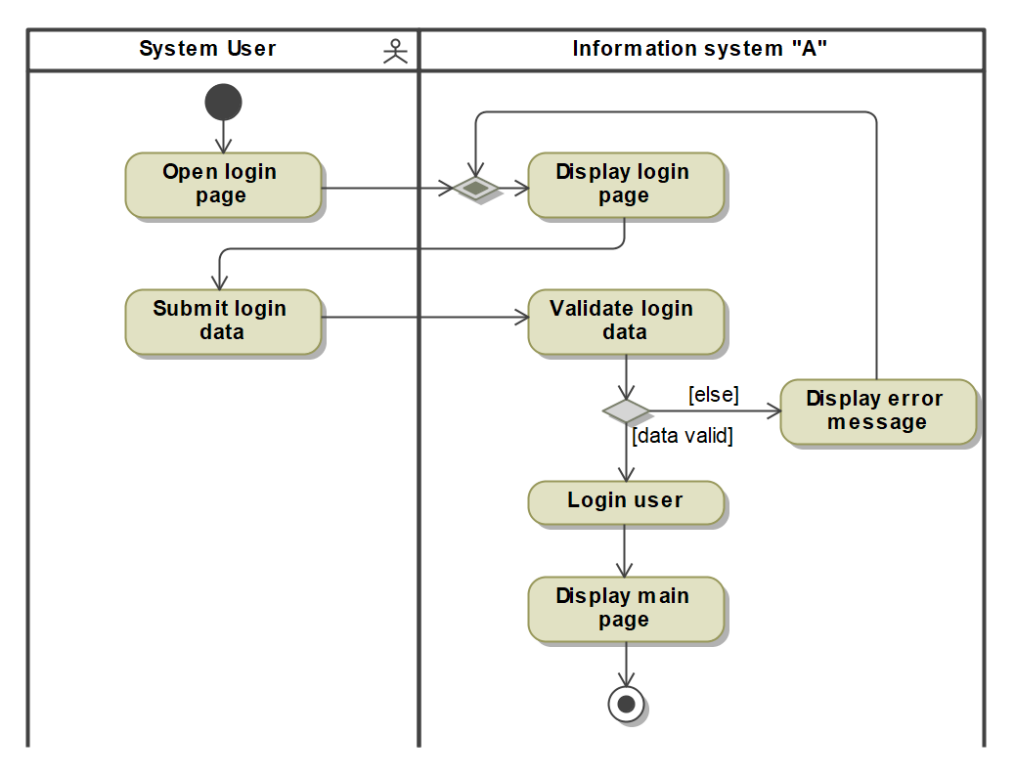 System User
Information system "A"
Open login
page
Display login
page
Submit login
data
Validate login
data
[else]
Display error
message
[data valid]
Login user
Display main
page